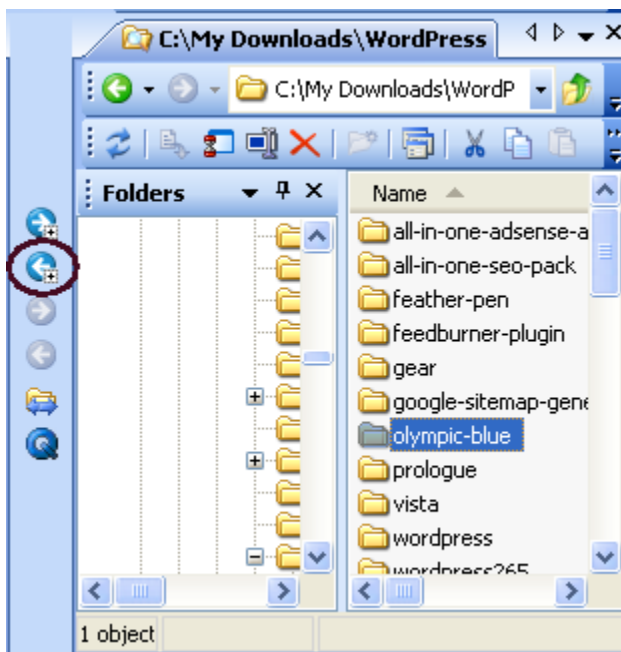 C:\My Downloads\WordPress
C:\My Downloads\WordP
Folders
Name
all-in-one-adsense-a
all-in-one-seo-pack
feather-pen
feedburner-plugin
gear
google-sitemap-gene
olympic-blue
prologue
vista
wordpress
wordpress265
1 object